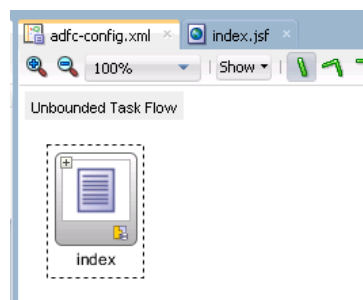 adfc-config.xml index.jsf
100% Show
Unbounded Task Flow
index